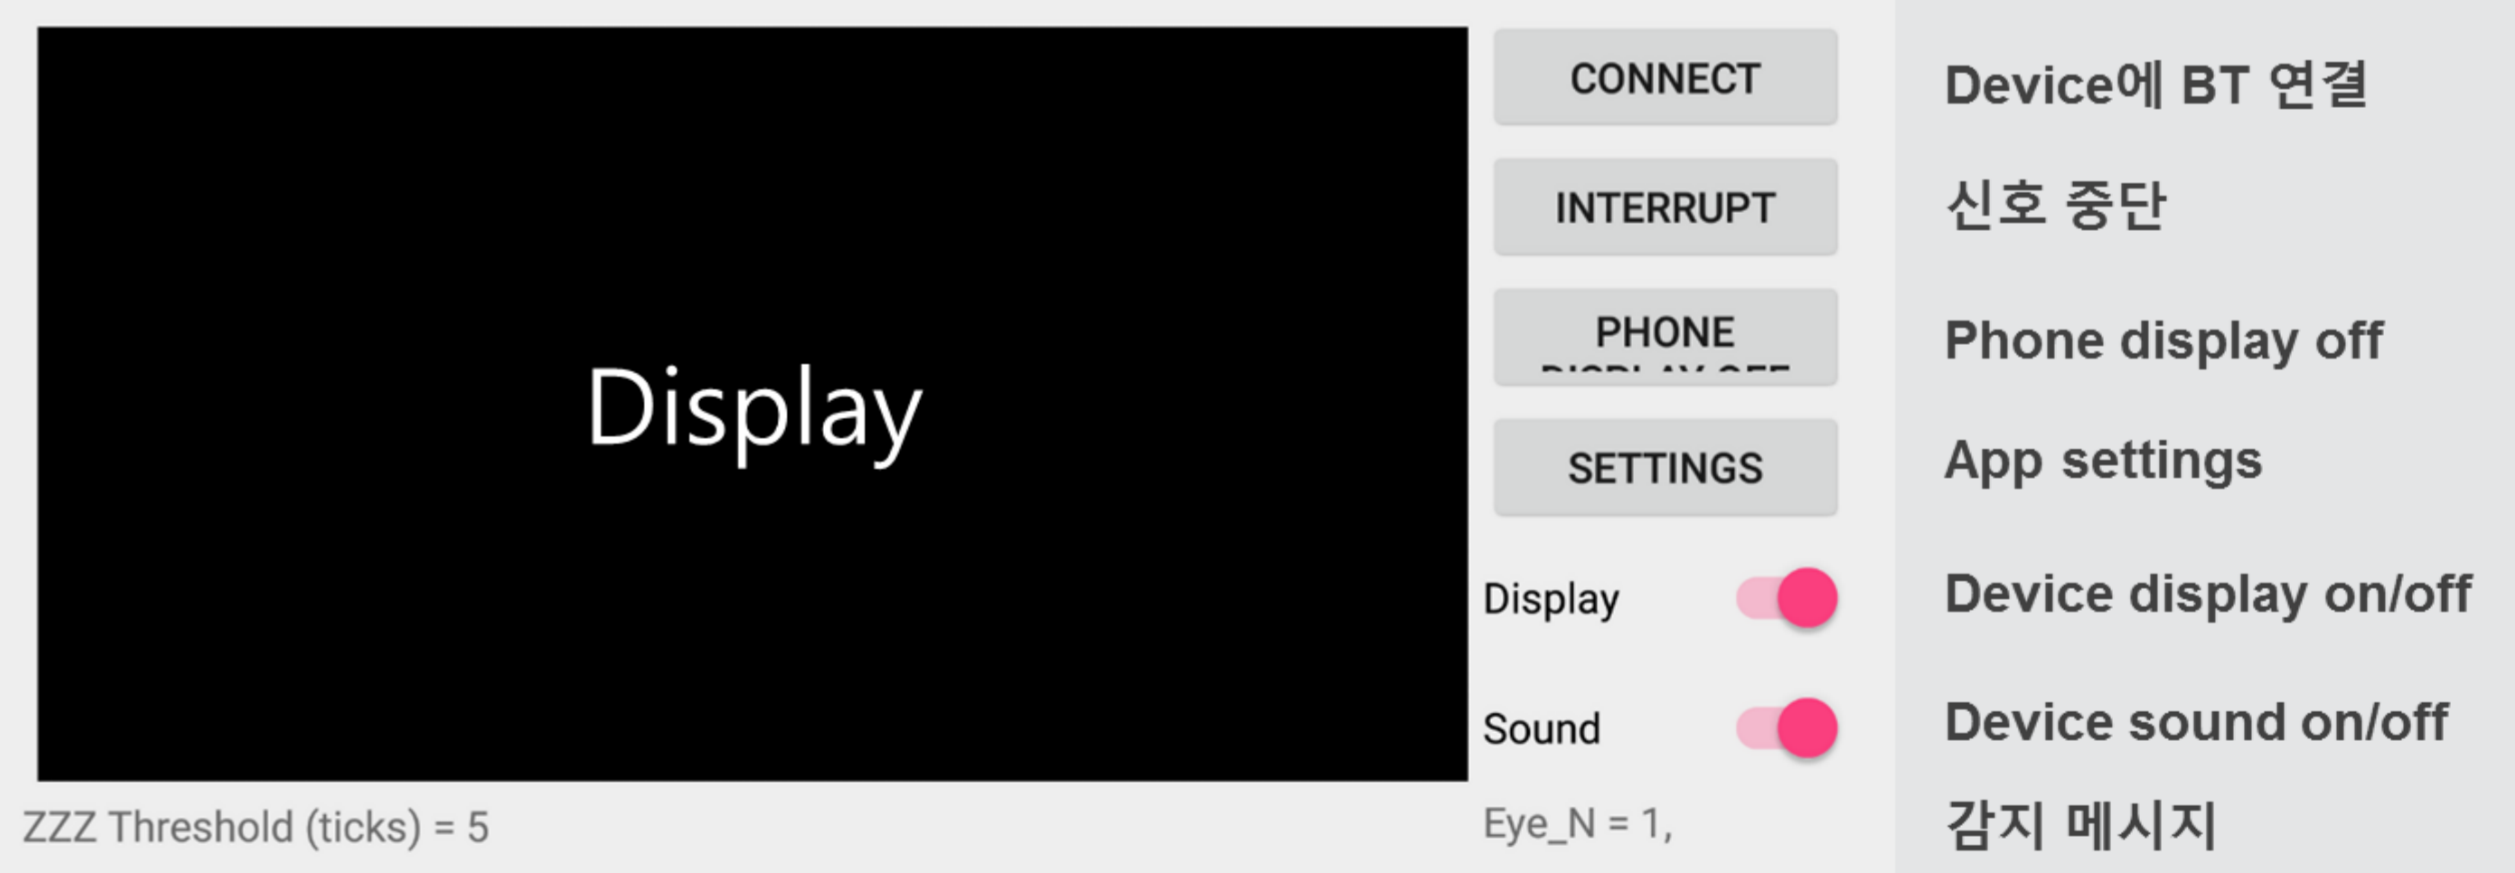 CONNECT
Device에 BT 연결
INTERRUPT
신호 중단
PHONE
DISPLAY OFF
Phone display off
Display
SETTINGS
App settings
Display
Device display on/off
Sound
Device sound on/off
ZZZ Threshold (ticks) = 5
Eye_N = 1,
감지 메시지